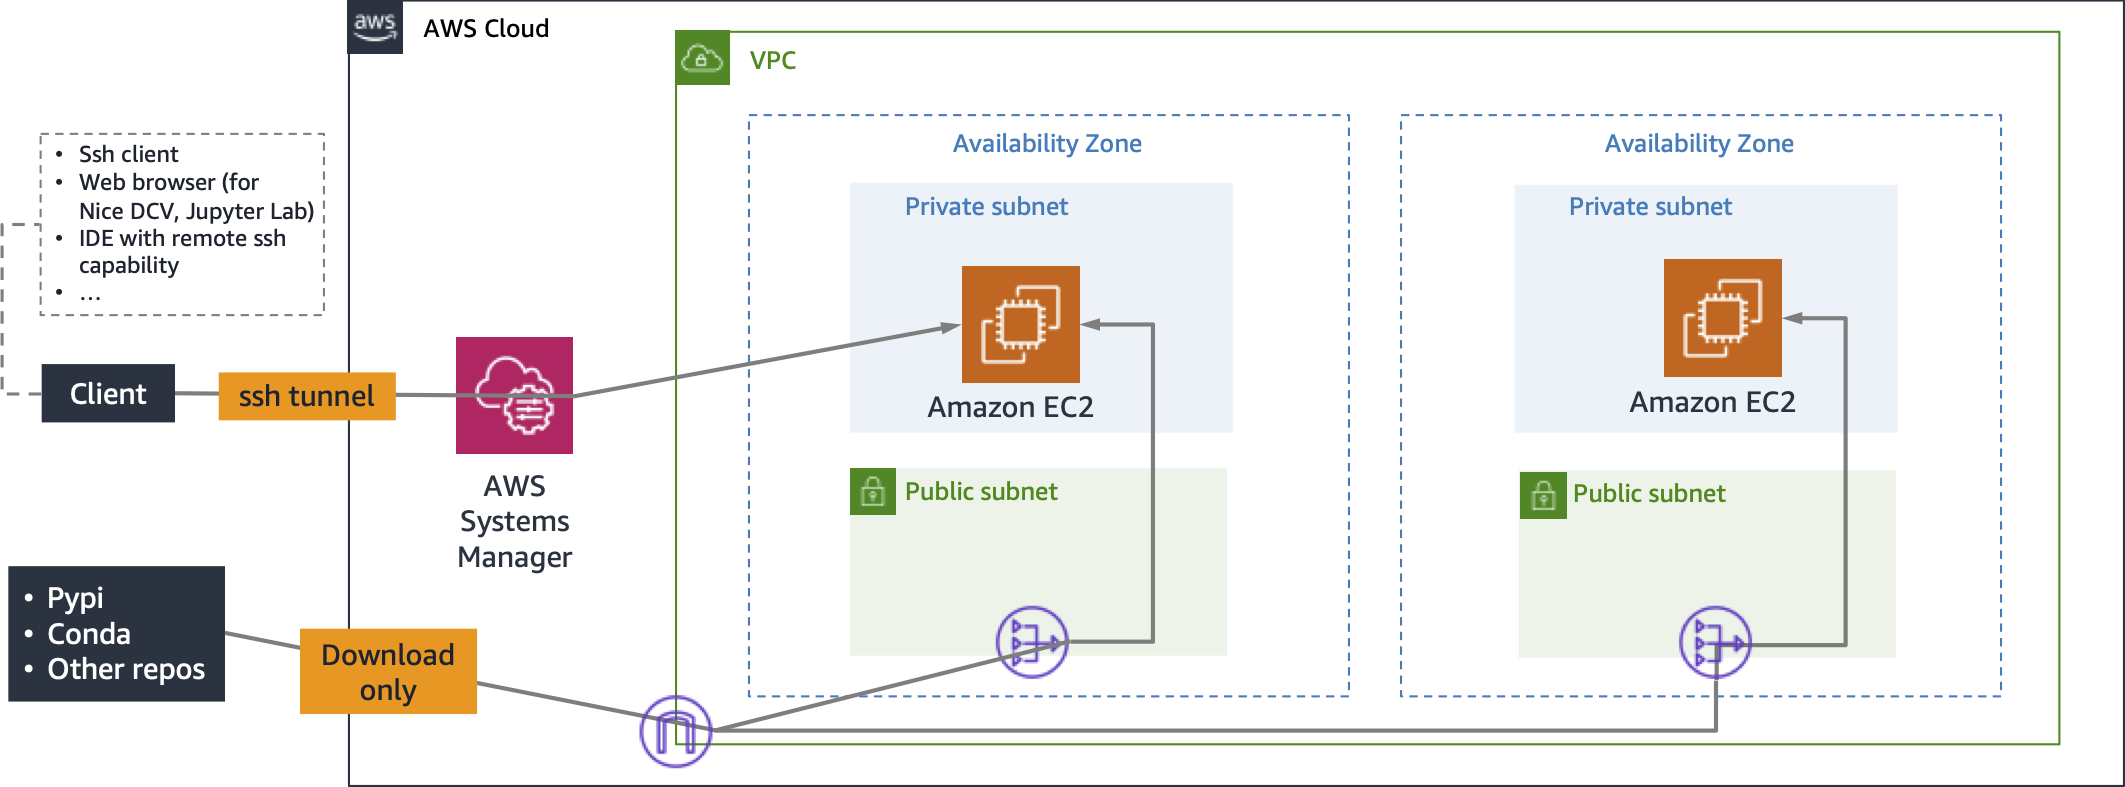 aws
AWS Cloud
VPC
• Ssh client
• Web browser (for
Nice DCV, Jupyter Lab)
• IDE with remote ssh
capability
• ...
Client
ssh tunnel
AWS
Systems
Manager
• Pypi
• Conda
• Other repos
Download
only
Availability Zone
Private subnet
Amazon EC2
Public subnet
Availability Zone
Private subnet
Amazon EC2
Public subnet